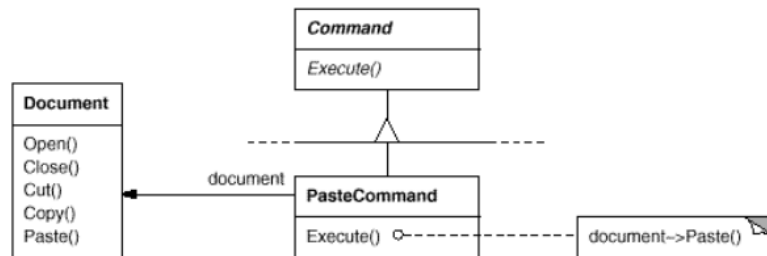 Command
Execute()
Document
Open()
Close()
Cut()
Copy()
Paste()
document
PasteCommand
Execute()
document->Paste()